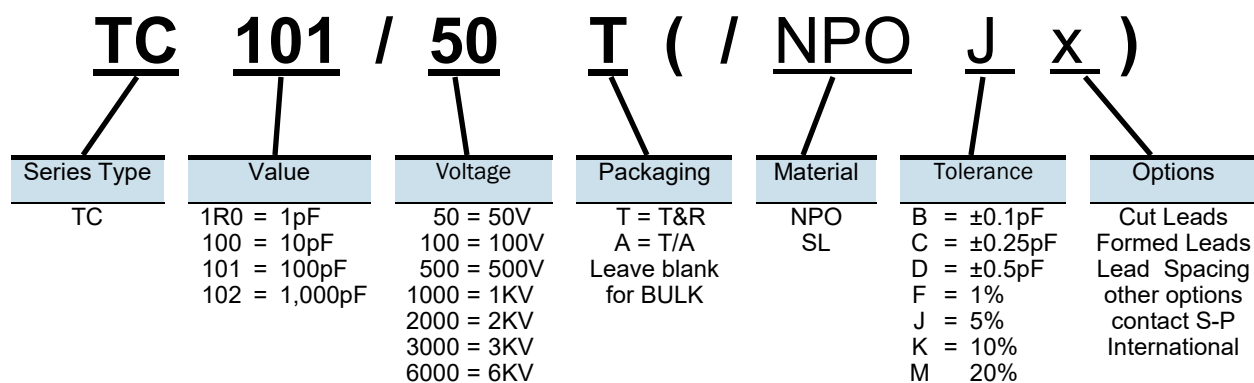 TC 101 / 50 T ( / NPO J x )
Series Type Value Voltage Packaging Material Tolerance Options
TC 1R0 = 1pF 50 = 50V T = T&R NPO B = ±0.1pF Cut Leads
100 = 10pF 100 = 100V A = T/A SL C = ±0.25pF Formed Leads
101 = 100pF 500 = 500V Leave blank D = ±0.5pF Lead Spacing
102 = 1,000pF 1000 = 1KV for BULK F = 1% other options
2000 = 2KV J = 5% contact S-P
3000 = 3KV K = 10% International
6000 = 6KV M 20%